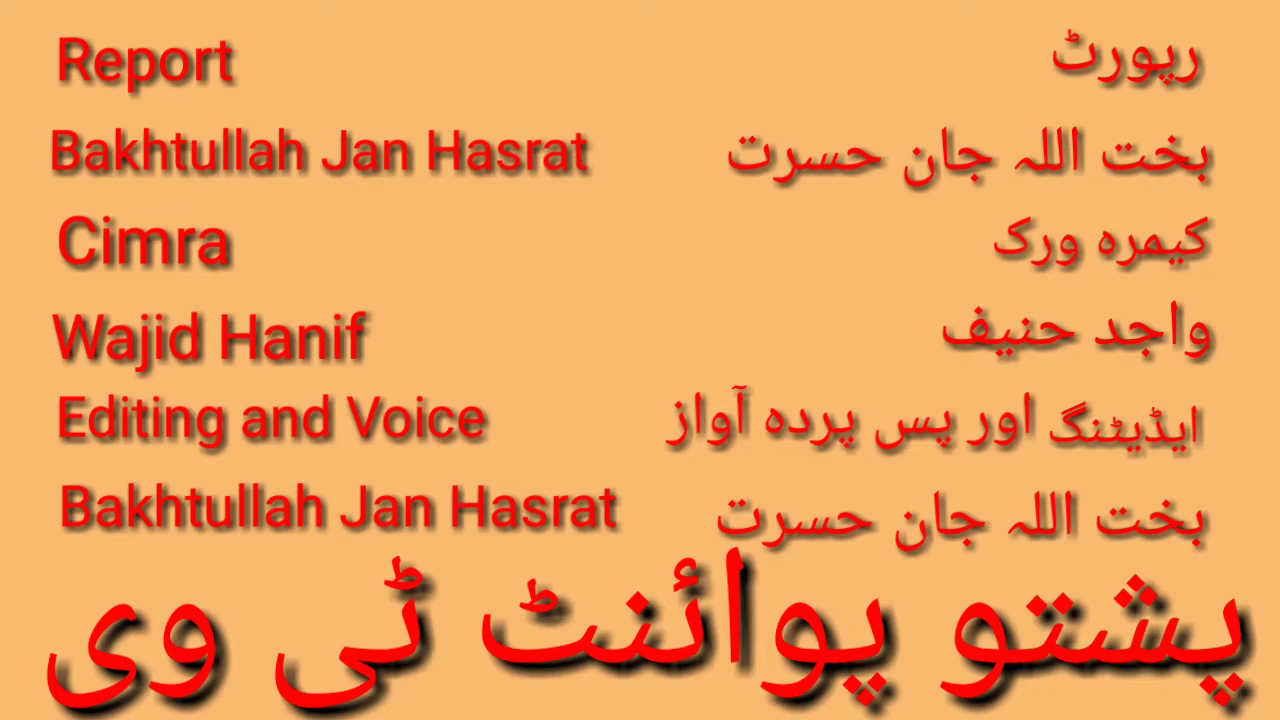 Report رپورٹ
Bakhtullah Jan Hasrat بخت اللہ جان حسرت
Cimra کیمرہ ورک
Wajid Hanif واجد حنیف
Editing and Voice ایڈیٹنگ اور پس پردہ آواز
Bakhtullah Jan Hasrat بخت اللہ جان حسرت
پشتو پوائنٹ ٹی وی